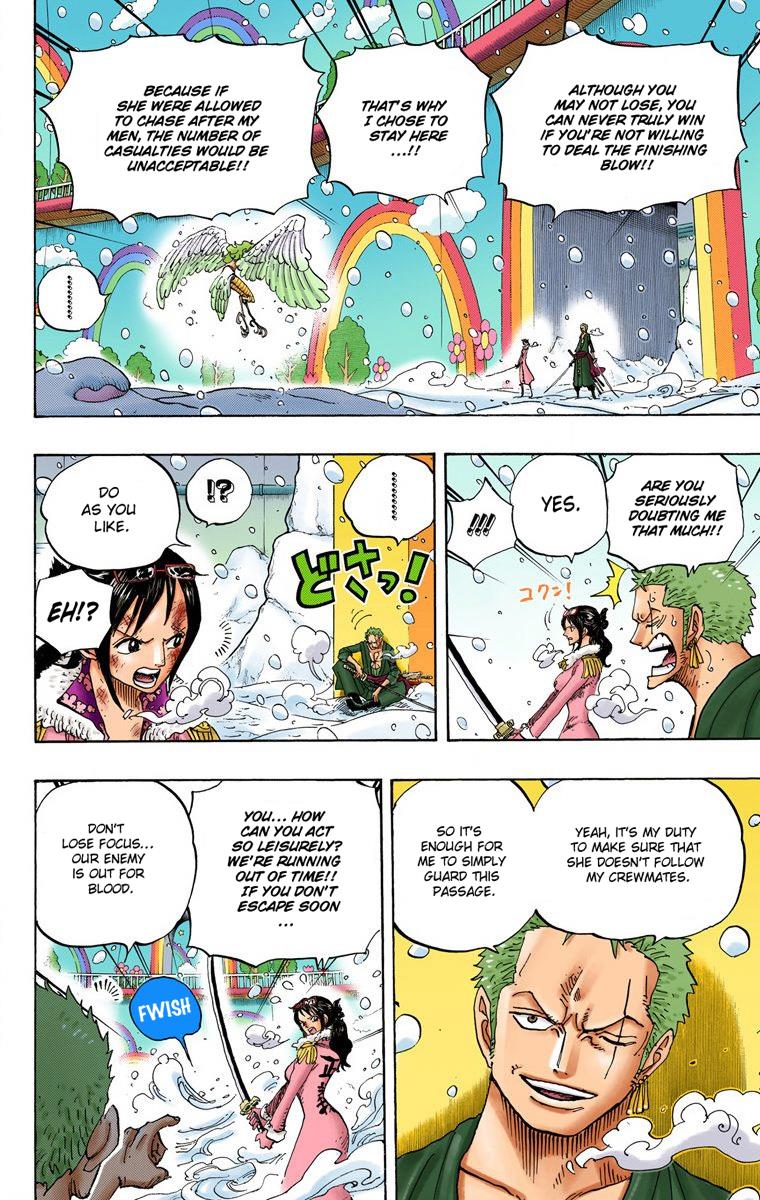 ALTHOUGH YOU
MAY NOT LOSE, YOU
CAN NEVER TRULY WIN
IF YOU'RE NOT WILLING
TO DEAL THE FINISHING
BLOW!!
THAT'S WHY
I CHOSE TO
STAY HERE
...!!
BECAUSE IF
SHE WERE ALLOWED
TO CHASE AFTER MY
MEN, THE NUMBER OF
CASUALTIES WOULD BE
UNACCEPTABLE!!
.........
ARE YOU
SERIOUSLY
DOUBTING ME
THAT MUCH!!
YES.
コクン!
!!!
.........
どさっ!
!?
DO
AS YOU
LIKE.
EH!?
YEAH, IT'S MY DUTY
TO MAKE SURE THAT
SHE DOESN'T FOLLOW
MY CREWMATES.
SO IT'S
ENOUGH FOR
ME TO SIMPLY
GUARD THIS
PASSAGE.
YOU... HOW
CAN YOU ACT
SO LEISURELY?
WE'RE RUNNING
OUT OF TIME!!
IF YOU DON'T
ESCAPE SOON
...
DON'T
LOSE FOCUS...
OUR ENEMY
IS OUT FOR
BLOOD.
FWISH